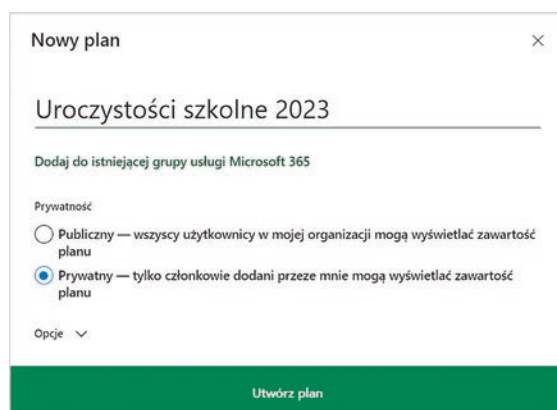 Nowy plan
Uroczystości szkolne 2023
Dodaj do istniejącej grupy usługi Microsoft 365
Prywatność
Publiczny — wszyscy użytkownicy w mojej organizacji mogą wyświetlać zawartość
planu
Prywatny — tylko członkowie dodani przeze mnie mogą wyświetlać zawartość
planu
Opcje
Utwórz plan